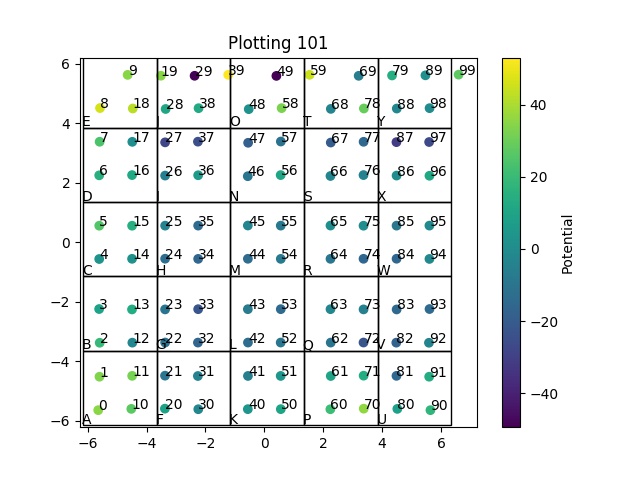 Plotting 101
6
9 19 29 39 49 59 69 79 89 99
8 18 28 38 48 58 68 78 88 98
4 E J O T Y
7 17 27 37 47 57 67 77 87 97
6 16 26 36 46 56 66 76 86 96
2 D I N S X
5 15 25 35 45 55 65 75 85 95
0
4 14 24 34 44 54 64 74 84 94
C H M R W
−2
3 13 23 33 43 53 63 73 83 93
2 12 22 32 42 52 62 72 82 92
B G L Q V
−4
1 11 21 31 41 51 61 71 81 91
0 10 20 30 40 50 60 70 80 90
−6 A F K P U
−6 −4 −2 0 2 4 6
40
20
0
−20
−40
Potential